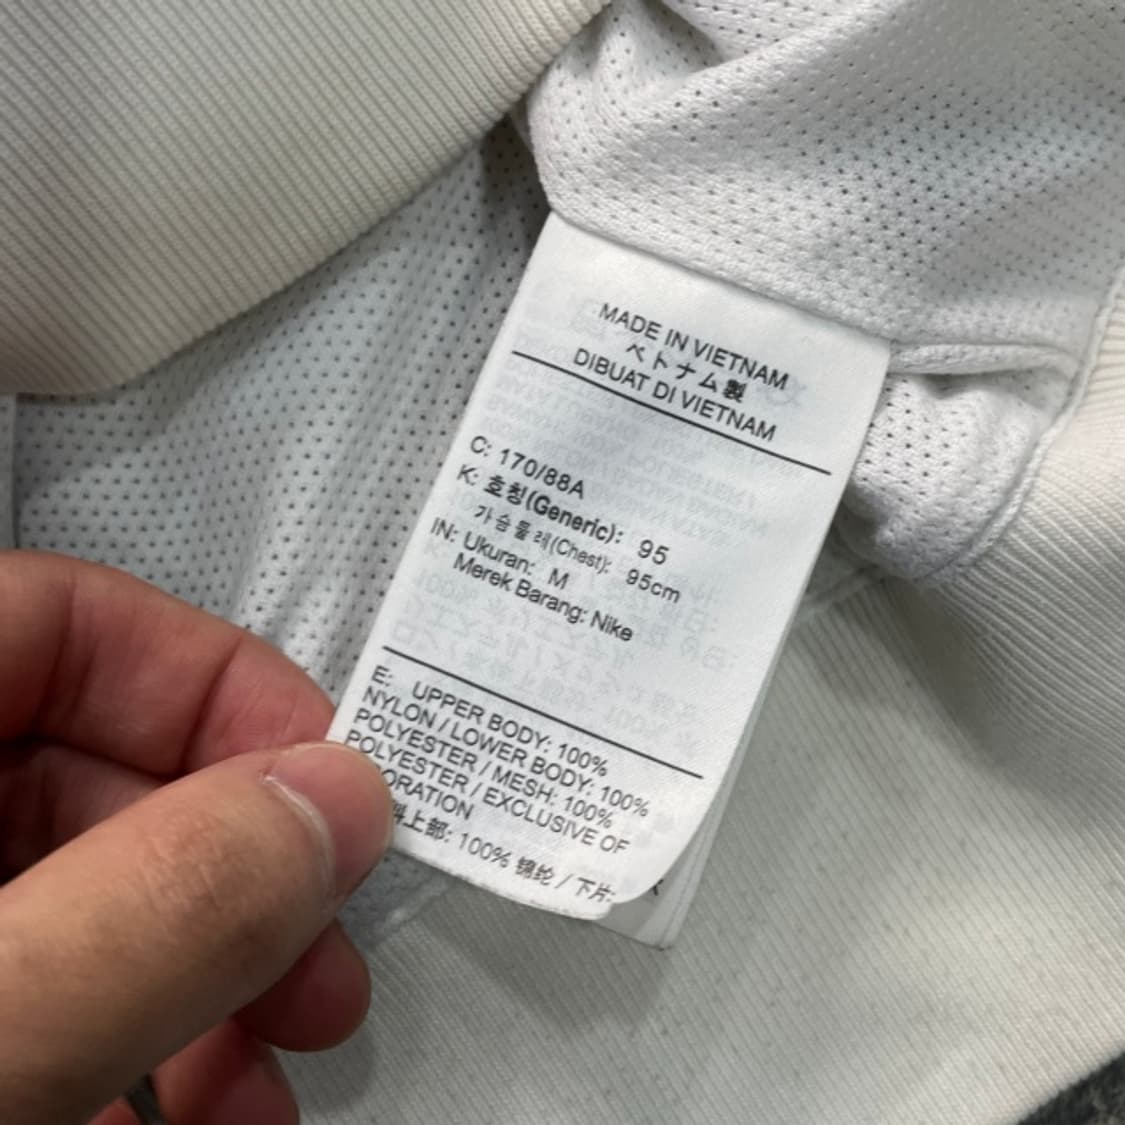 MADE IN VIETNAM
ベトナム製
DIBUAT DI VIETNAM
C: 170/88A
K: 호칭(Generic): 95
가슴둘레(Chest): 95cm
IN: Ukuran: M
Merek Barang: Nike
E: UPPER BODY: 100%
NYLON / LOWER BODY: 100%
POLYESTER / MESH: 100%
POLYESTER / EXCLUSIVE OF
ORATION
料上部: 100% 锦纶 / 下片: